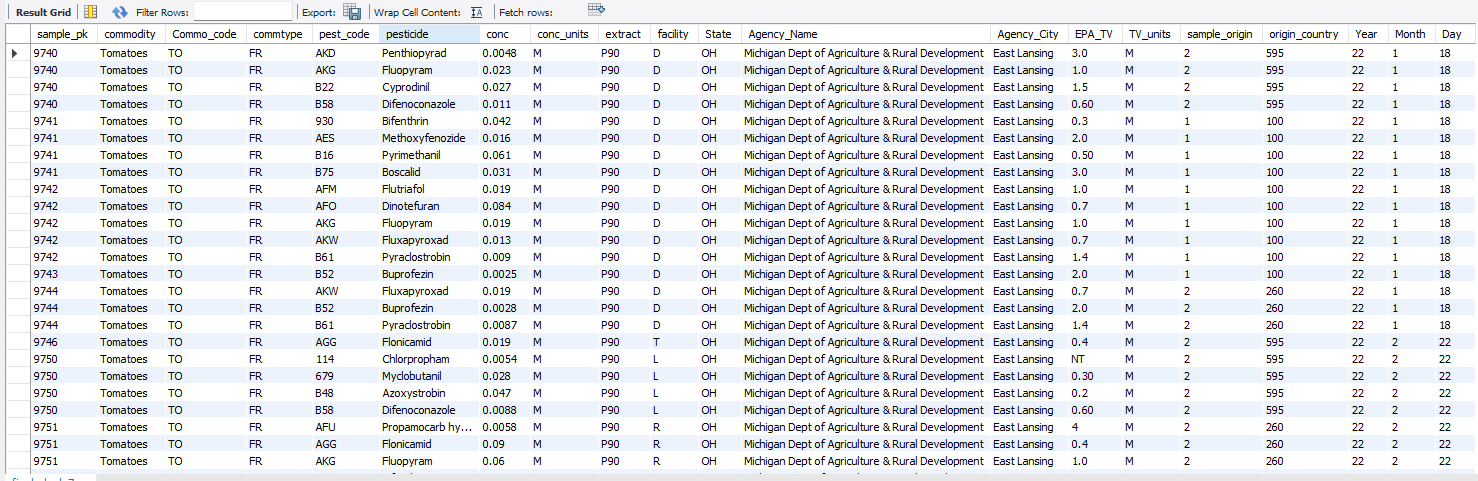 Result Grid Filter Rows: Export: Wrap Cell Content: Fetch rows:
sample_pk commodity Commo_code commtype pest_code pesticide conc conc_units extract facility State Agency_Name Agency_City EPA_TV TV_units sample_origin origin_country Year Month Day
9740 Tomatoes TO FR AKD Penthiopyrad 0.0048 M P90 D OH Michigan Dept of Agriculture & Rural Development East Lansing 3.0 M 2 595 22 1 18
9740 Tomatoes TO FR AKG Fluopyram 0.023 M P90 D OH Michigan Dept of Agriculture & Rural Development East Lansing 1.0 M 2 595 22 1 18
9740 Tomatoes TO FR B22 Cyprodinil 0.027 M P90 D OH Michigan Dept of Agriculture & Rural Development East Lansing 1.5 M 2 595 22 1 18
9740 Tomatoes TO FR B58 Difenoconazole 0.011 M P90 D OH Michigan Dept of Agriculture & Rural Development East Lansing 0.60 M 2 595 22 1 18
9741 Tomatoes TO FR 930 Bifenthrin 0.042 M P90 D OH Michigan Dept of Agriculture & Rural Development East Lansing 0.3 M 1 100 22 1 18
9741 Tomatoes TO FR AES Methoxyfenozide 0.016 M P90 D OH Michigan Dept of Agriculture & Rural Development East Lansing 2.0 M 1 100 22 1 18
9741 Tomatoes TO FR B16 Pyrimethanil 0.061 M P90 D OH Michigan Dept of Agriculture & Rural Development East Lansing 0.50 M 1 100 22 1 18
9741 Tomatoes TO FR B75 Boscalid 0.031 M P90 D OH Michigan Dept of Agriculture & Rural Development East Lansing 3.0 M 1 100 22 1 18
9742 Tomatoes TO FR AFM Flutriafol 0.019 M P90 D OH Michigan Dept of Agriculture & Rural Development East Lansing 1.0 M 1 100 22 1 18
9742 Tomatoes TO FR AFO Dinotefuran 0.084 M P90 D OH Michigan Dept of Agriculture & Rural Development East Lansing 0.7 M 1 100 22 1 18
9742 Tomatoes TO FR AKG Fluopyram 0.019 M P90 D OH Michigan Dept of Agriculture & Rural Development East Lansing 1.0 M 1 100 22 1 18
9742 Tomatoes TO FR AKW Fluxapyroxad 0.013 M P90 D OH Michigan Dept of Agriculture & Rural Development East Lansing 0.7 M 1 100 22 1 18
9742 Tomatoes TO FR B61 Pyraclostrobin 0.009 M P90 D OH Michigan Dept of Agriculture & Rural Development East Lansing 1.4 M 1 100 22 1 18
9743 Tomatoes TO FR B52 Buprofezin 0.0025 M P90 D OH Michigan Dept of Agriculture & Rural Development East Lansing 2.0 M 1 100 22 1 18
9744 Tomatoes TO FR AKW Fluxapyroxad 0.019 M P90 D OH Michigan Dept of Agriculture & Rural Development East Lansing 0.7 M 2 260 22 1 18
9744 Tomatoes TO FR B52 Buprofezin 0.0028 M P90 D OH Michigan Dept of Agriculture & Rural Development East Lansing 2.0 M 2 260 22 1 18
9744 Tomatoes TO FR B61 Pyraclostrobin 0.0087 M P90 D OH Michigan Dept of Agriculture & Rural Development East Lansing 1.4 M 2 260 22 1 18
9746 Tomatoes TO FR AGG Flonicamid 0.019 M P90 T OH Michigan Dept of Agriculture & Rural Development East Lansing 0.4 M 2 595 22 2 22
9750 Tomatoes TO FR 114 Chlorpropham 0.0054 M P90 L OH Michigan Dept of Agriculture & Rural Development East Lansing NT M 2 595 22 2 22
9750 Tomatoes TO FR 679 Myclobutanil 0.028 M P90 L OH Michigan Dept of Agriculture & Rural Development East Lansing 0.30 M 2 595 22 2 22
9750 Tomatoes TO FR B48 Azoxystrobin 0.047 M P90 L OH Michigan Dept of Agriculture & Rural Development East Lansing 0.2 M 2 595 22 2 22
9750 Tomatoes TO FR B58 Difenoconazole 0.0088 M P90 L OH Michigan Dept of Agriculture & Rural Development East Lansing 0.60 M 2 595 22 2 22
9751 Tomatoes TO FR AFU Propamocarb hy... 0.0058 M P90 R OH Michigan Dept of Agriculture & Rural Development East Lansing 4 M 2 260 22 2 22
9751 Tomatoes TO FR AGG Flonicamid 0.09 M P90 R OH Michigan Dept of Agriculture & Rural Development East Lansing 0.4 M 2 260 22 2 22
9751 Tomatoes TO FR AKG Fluopyram 0.06 M P90 R OH Michigan Dept of Agriculture & Rural Development East Lansing 1.0 M 2 260 22 2 22